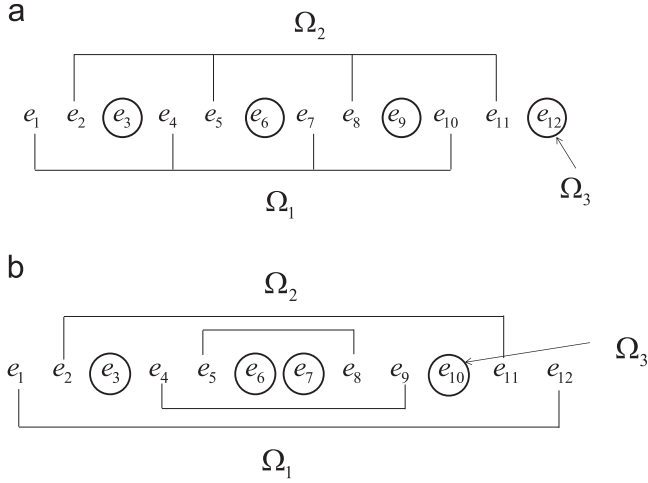 a
Ω₂
e₁ e₂ e₃ e₄ e₅ e₆ e₇ e₈ e₉ e₁₀ e₁₁ e₁₂
Ω₁
Ω₃
b
Ω₂
e₁ e₂ e₃ e₄ e₅ e₆ e₇ e₈ e₉ e₁₀ e₁₁ e₁₂
Ω₃
Ω₁